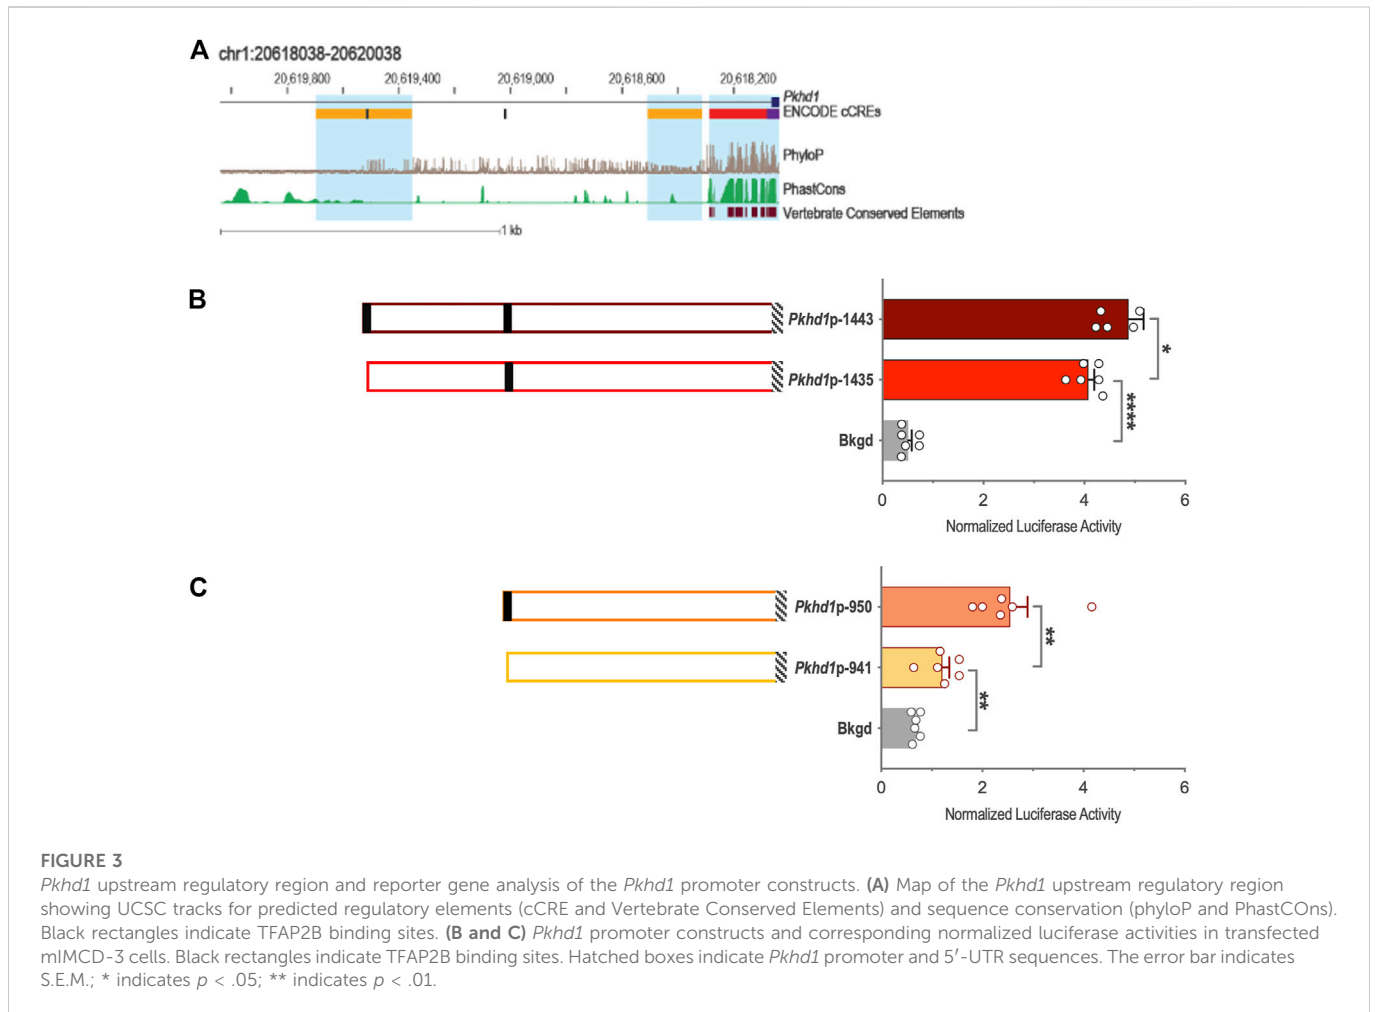 A chr1:20618038-20620038
20,619,800 20,619,400 20,619,000 20,618,600 20,618,200
Pkhd1
ENCODE cCREs
PhyloP
PhastCons
Vertebrate Conserved Elements
1 kb
B
Pkhd1p-1443
*
Pkhd1p-1435
****
Bkgd
0 2 4 6
Normalized Luciferase Activity
C
Pkhd1p-950
**
Pkhd1p-941
**
Bkgd
0 2 4 6
Normalized Luciferase Activity
FIGURE 3
Pkhd1 upstream regulatory region and reporter gene analysis of the Pkhd1 promoter constructs. (A) Map of the Pkhd1 upstream regulatory region
showing UCSC tracks for predicted regulatory elements (cCRE and Vertebrate Conserved Elements) and sequence conservation (phyloP and PhastCOns).
Black rectangles indicate TFAP2B binding sites. (B and C) Pkhd1 promoter constructs and corresponding normalized luciferase activities in transfected
mIMCD-3 cells. Black rectangles indicate TFAP2B binding sites. Hatched boxes indicate Pkhd1 promoter and 5′-UTR sequences. The error bar indicates
S.E.M.; * indicates p < .05; ** indicates p < .01.